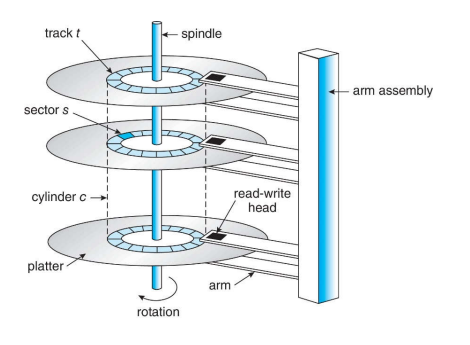 track t
spindle
arm assembly
sector s
cylinder c
read-write
head
platter
arm
rotation